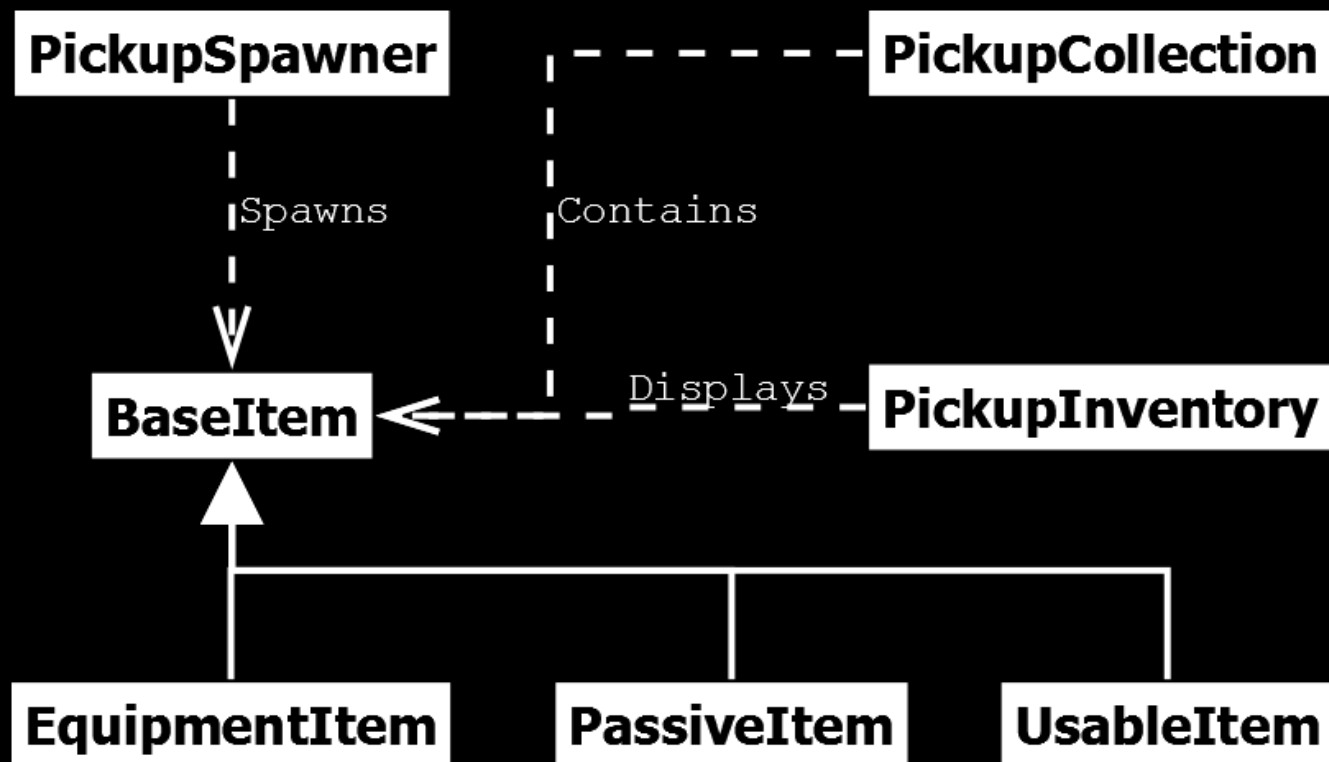 PickupSpawner
PickupCollection
Spawns
Contains
Displays
BaseItem
PickupInventory
EquipmentItem
PassiveItem
UsableItem